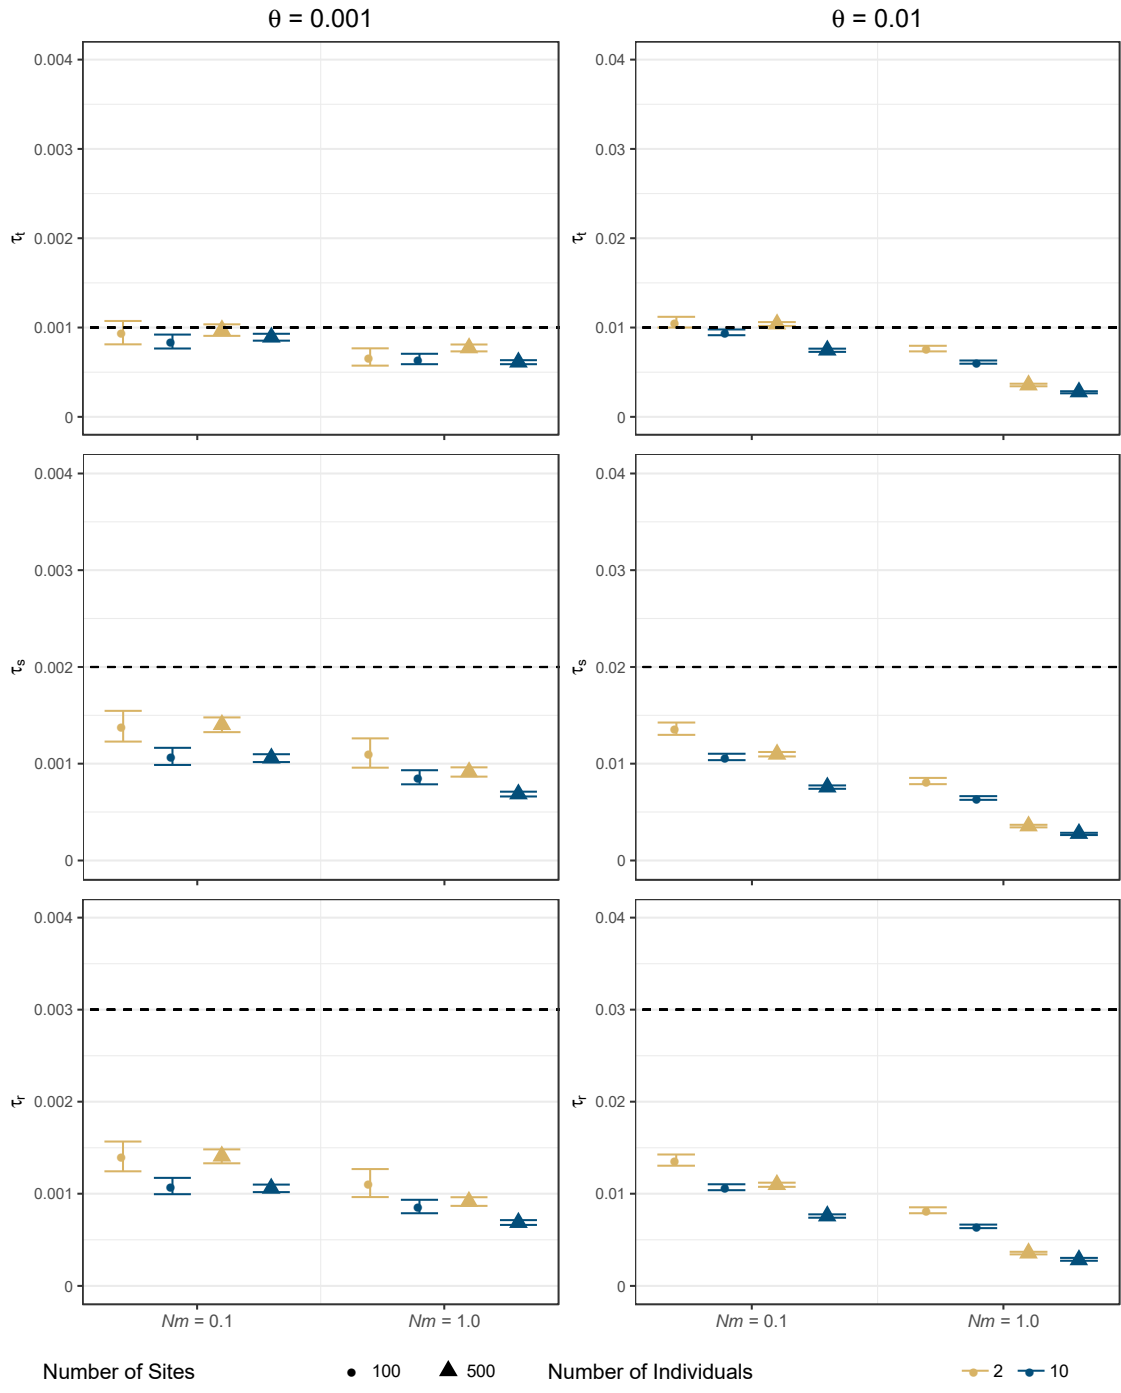 θ = 0.001 θ = 0.01
0.004 0.04
0.003 0.03
0.002 0.02
τt τt
0.001 0.01
0 0
0.004 0.04
0.003 0.03
0.002 0.02
τs τs
0.001 0.01
0 0
0.004 0.04
0.003 0.03
τr 0.002 τr 0.02
0.001 0.01
0 0
Nm = 0.1 Nm = 1.0 Nm = 0.1 Nm = 1.0
Number of Sites 100 500 Number of Individuals 2 10